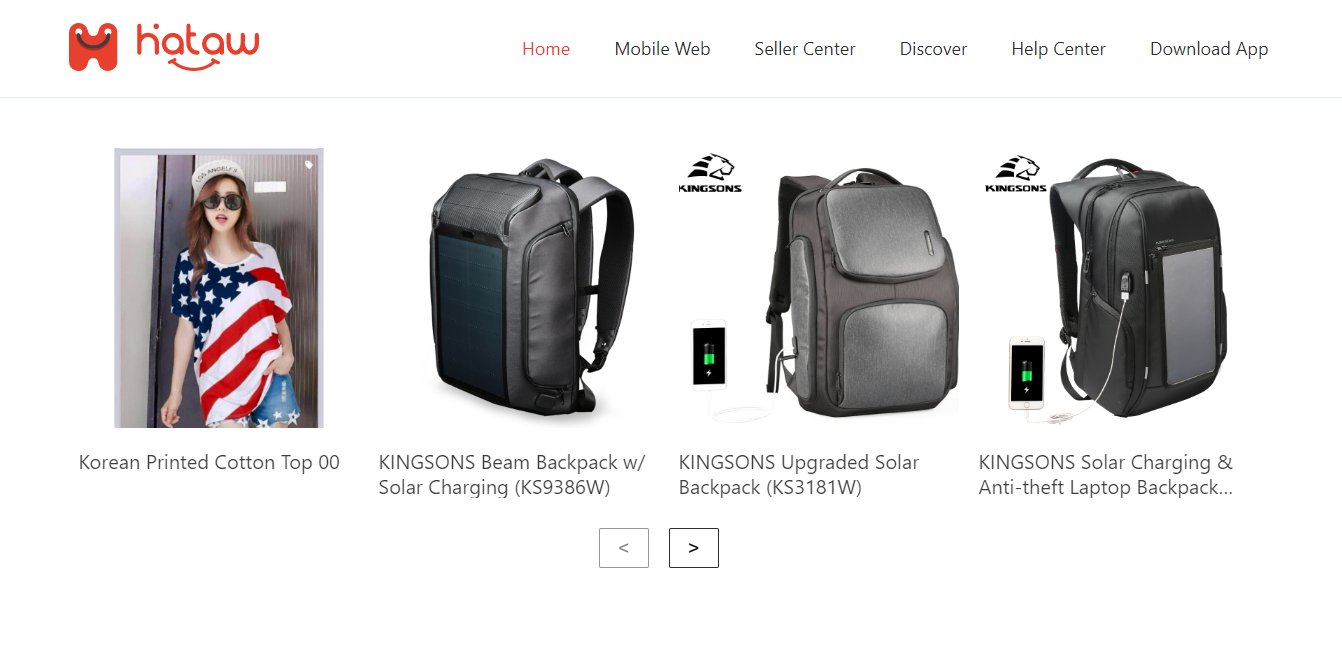 hataw
Home
Mobile Web
Seller Center
Discover
Help Center
Download App
KINGSONS
KINGSONS
Korean Printed Cotton Top 00
KINGSONS Beam Backpack w/
Solar Charging (KS9386W)
KINGSONS Upgraded Solar
Backpack (KS3181W)
KINGSONS Solar Charging &
Anti-theft Laptop Backpack...
<
>